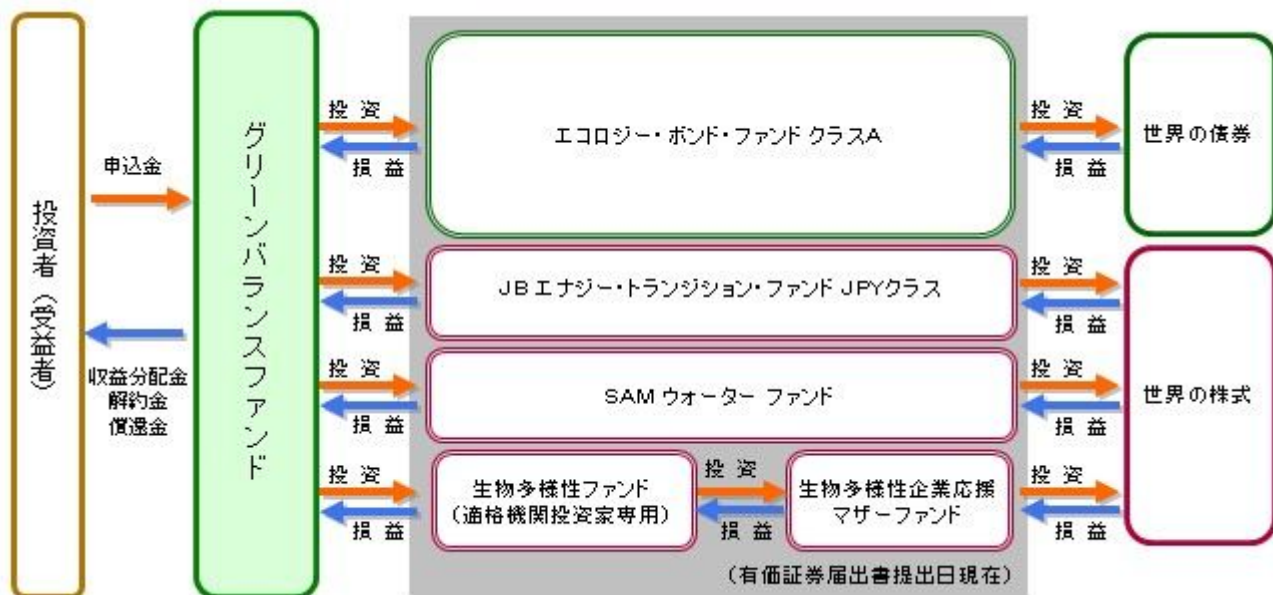 投資者（受益者）
申込金
収益分配金
解約金
償還金
グリーンバランスファンド
投 資
損 益
エコロジー・ボンド・ファンド クラスA
投 資
損 益
世界の債券
投 資
損 益
JB エナジー・トランジション・ファンド JPYクラス
投 資
損 益
投 資
損 益
SAM ウォーター ファンド
投 資
損 益
世界の株式
投 資
損 益
生物多様性ファンド
（適格機関投資家専用）
投 資
損 益
生物多様性企業応援
マザーファンド
投 資
損 益
（有価証券届出書提出日現在）